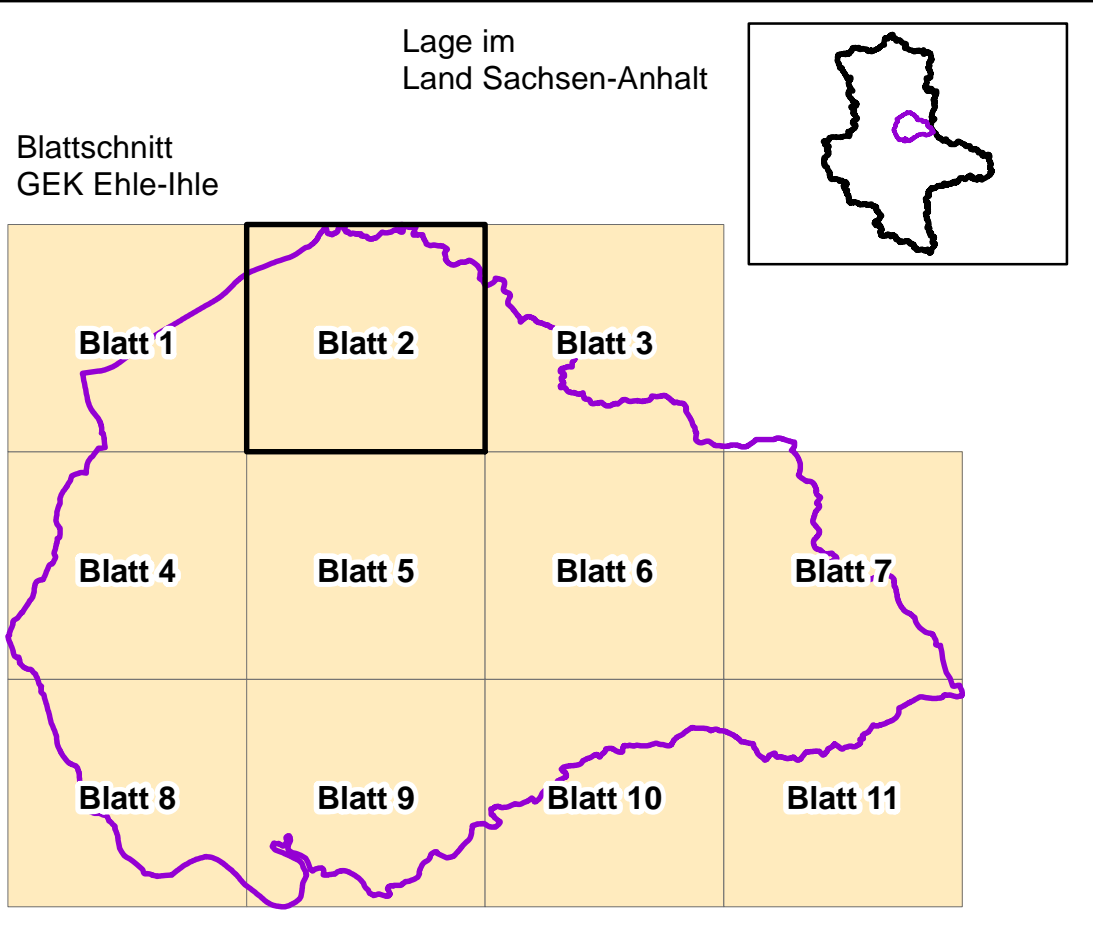 Lage im
Land Sachsen-Anhalt
Blattschnitt
GEK Ehle-Ihle
Blatt 1
Blatt 2
Blatt 3
Blatt 4
Blatt 5
Blatt 6
Blatt 7
Blatt 8
Blatt 9
Blatt 10
Blatt 11